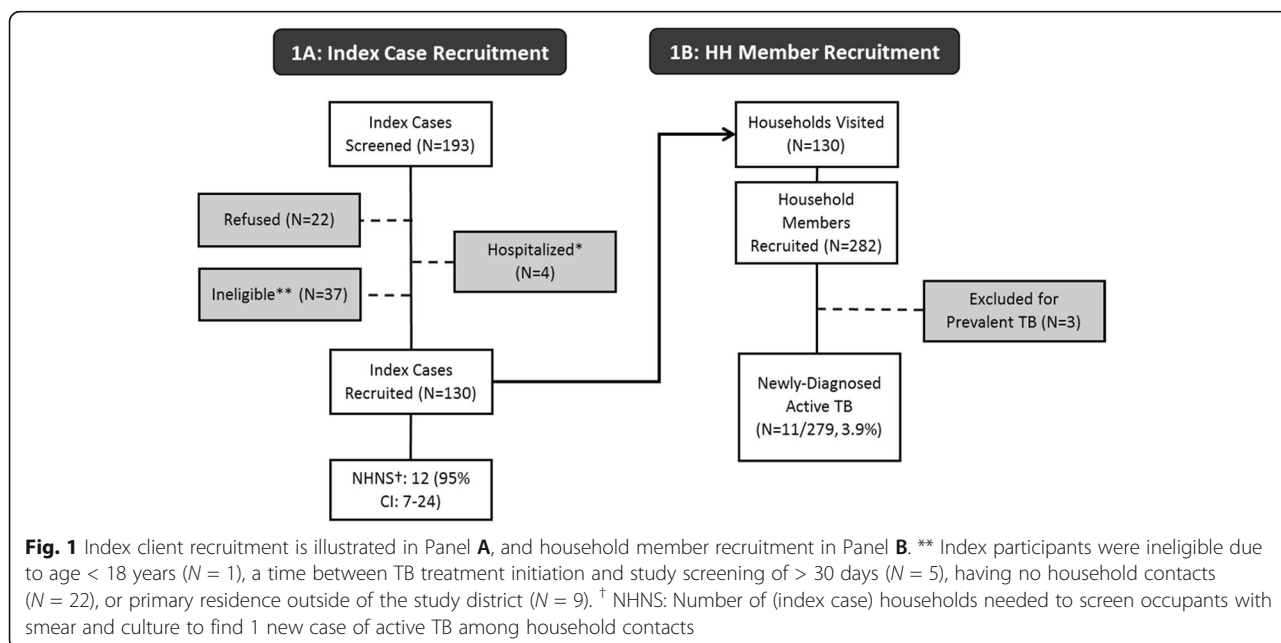 1A: Index Case Recruitment
Index Cases
Screened (N=193)
Refused (N=22)
Hospitalized*
(N=4)
Ineligible** (N=37)
Index Cases
Recruited (N=130)
NHNS†: 12 (95%
CI: 7-24)
1B: HH Member Recruitment
Households Visited
(N=130)
Household
Members
Recruited (N=282)
Excluded for
Prevalent TB (N=3)
Newly-Diagnosed
Active TB
(N=11/279, 3.9%)
Fig. 1 Index client recruitment is illustrated in Panel A, and household member recruitment in Panel B. ** Index participants were ineligible due
to age < 18 years (N = 1), a time between TB treatment initiation and study screening of > 30 days (N = 5), having no household contacts
(N = 22), or primary residence outside of the study district (N = 9). † NHNS: Number of (index case) households needed to screen occupants with
smear and culture to find 1 new case of active TB among household contacts